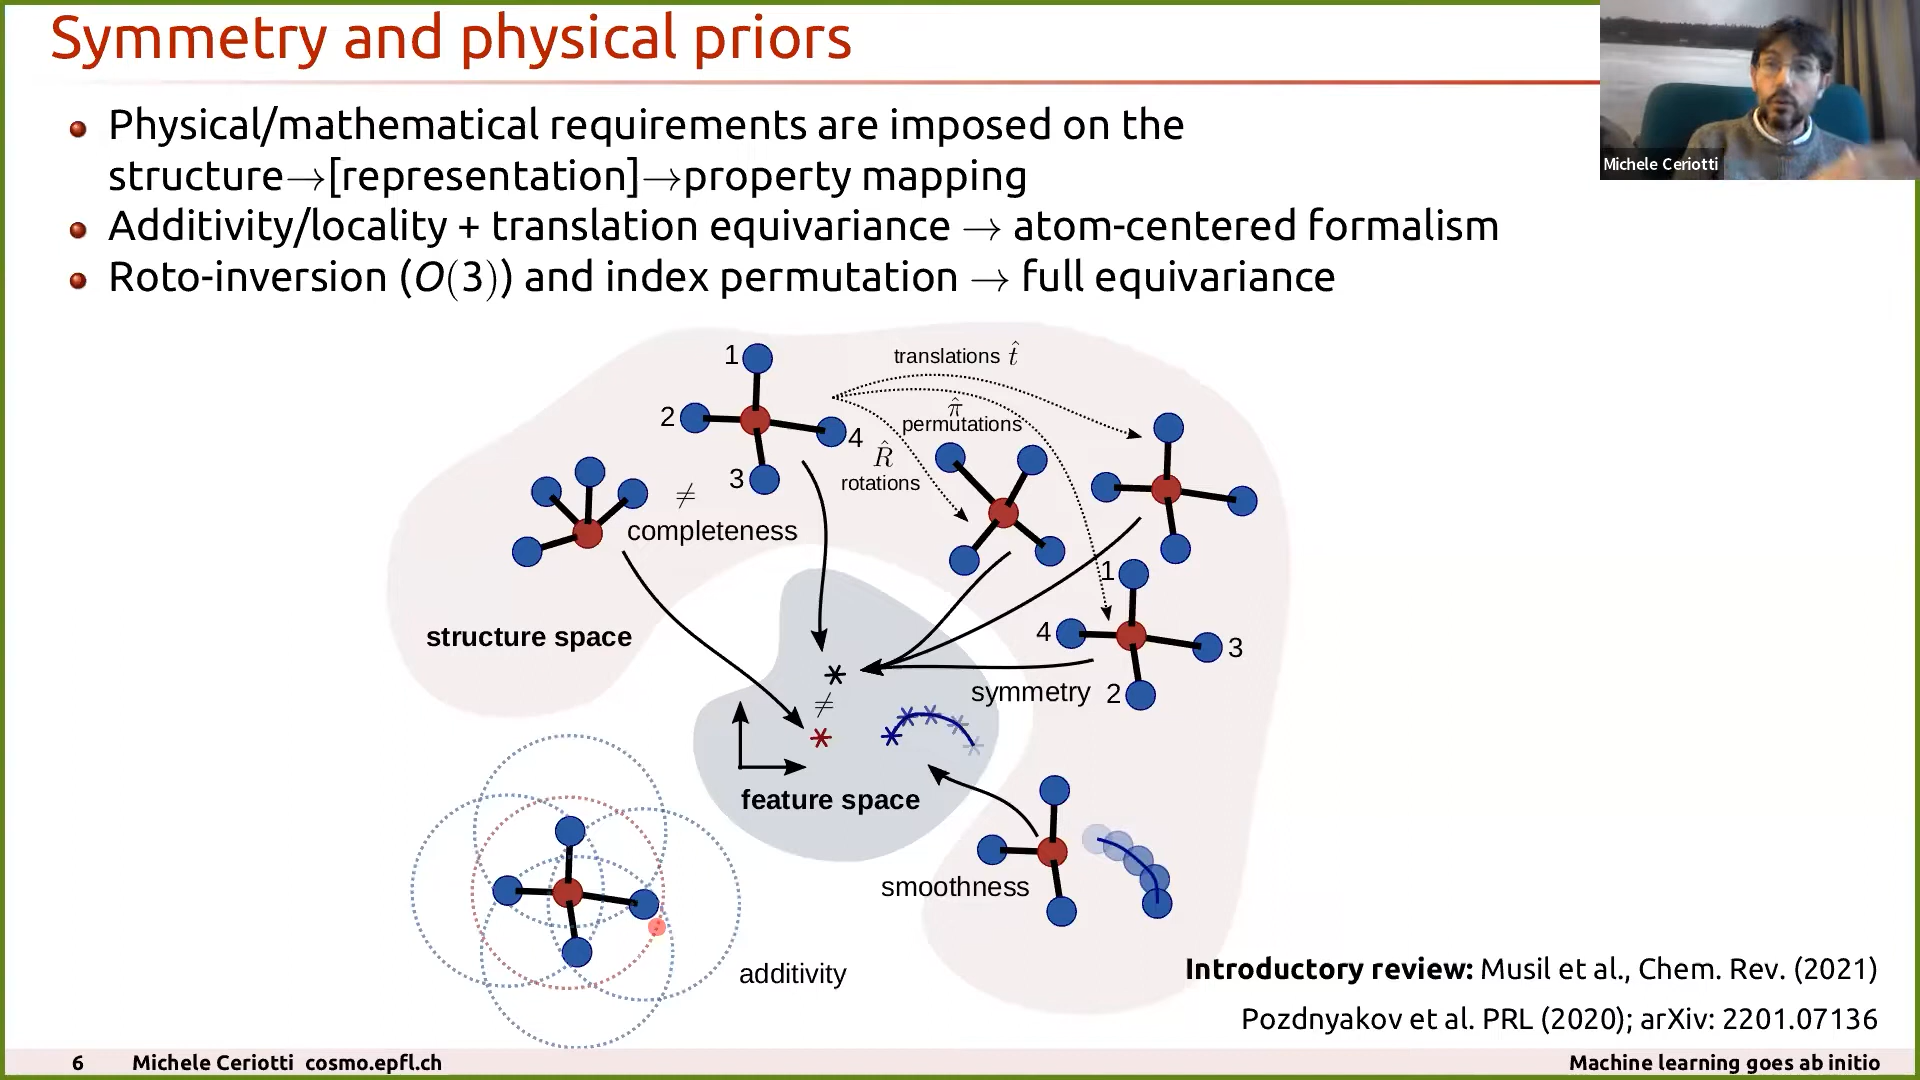 Symmetry and physical priors
Michele Ceriotti
Physical/mathematical requirements are imposed on the
structure→[representation]→property mapping
Additivity/locality + translation equivariance → atom-centered formalism
Roto-inversion (O(3)) and index permutation → full equivariance
translations t̂
π̂
permutations
R̂
rotations
1
2
3
4
≠
completeness
structure space
1
4
3
2
symmetry
≠
feature space
smoothness
additivity
Introductory review: Musil et al., Chem. Rev. (2021)
Pozdnyakov et al. PRL (2020); arXiv: 2201.07136
6 Michele Ceriotti cosmo.epfl.ch Machine learning goes ab initio